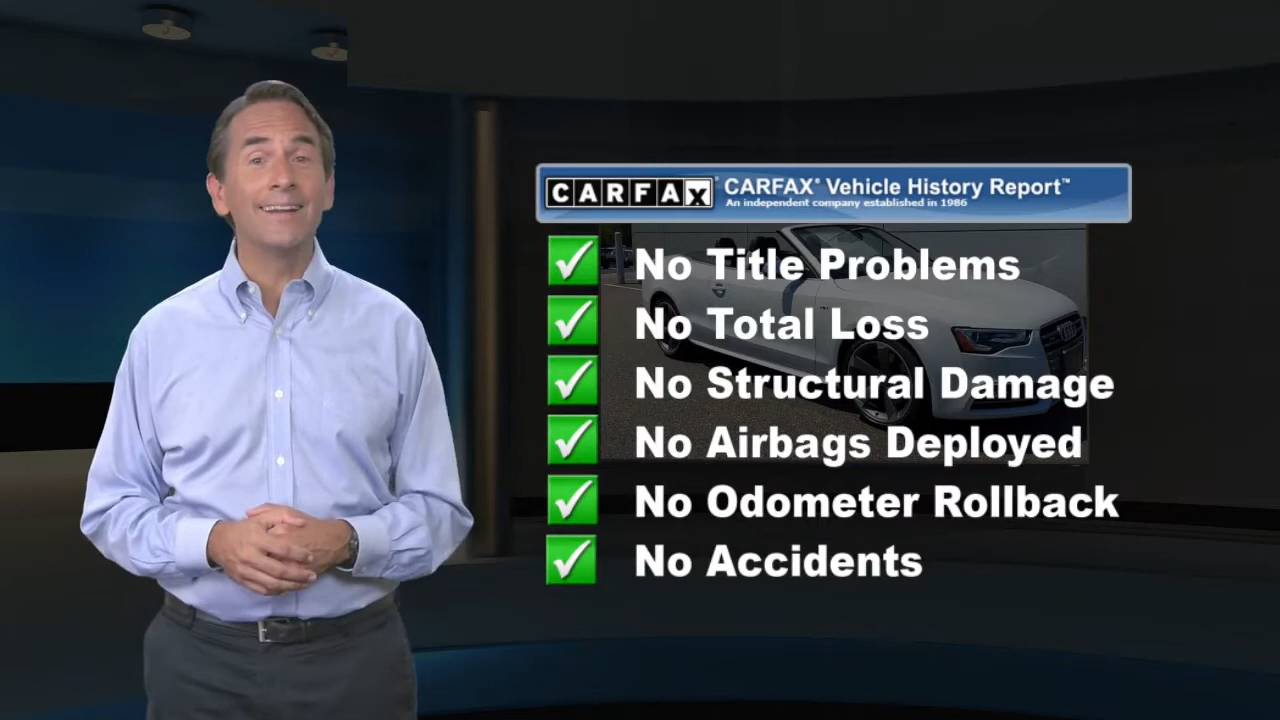 CARFAX® CARFAX® Vehicle History Report™
An independent company established in 1986
No Title Problems
No Total Loss
No Structural Damage
No Airbags Deployed
No Odometer Rollback
No Accidents